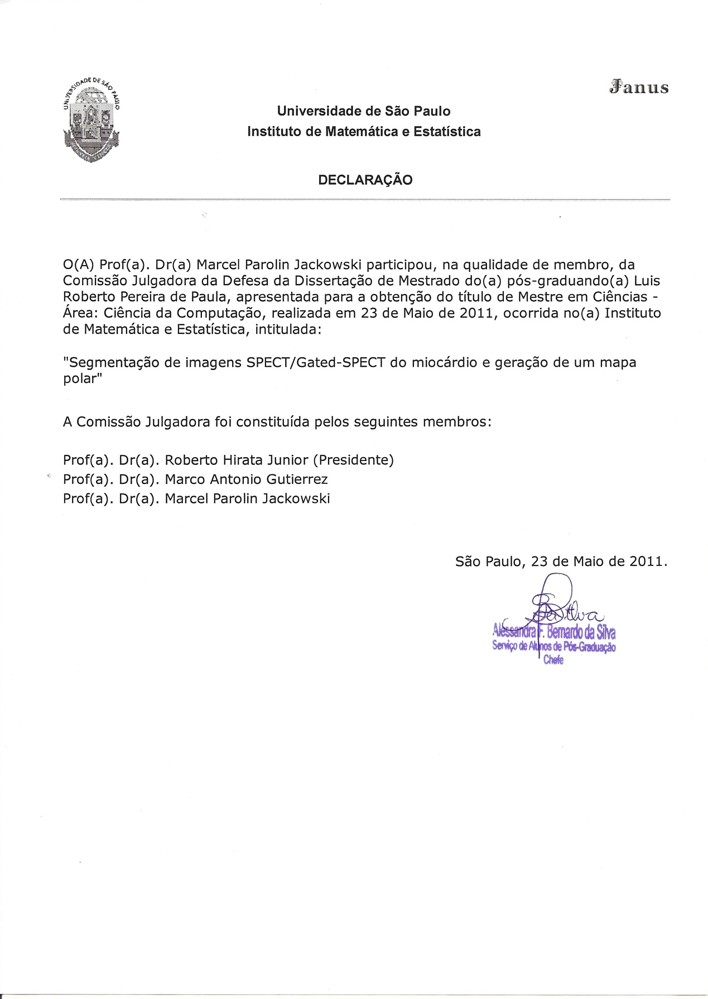 UNIVERSIDADE DE SÃO PAULO
Janus
Universidade de São Paulo
Instituto de Matemática e Estatística
DECLARAÇÃO
O(A) Prof(a). Dr(a) Marcel Parolin Jackowski participou, na qualidade de membro, da
Comissão Julgadora da Defesa da Dissertação de Mestrado do(a) pós-graduando(a) Luis
Roberto Pereira de Paula, apresentada para a obtenção do título de Mestre em Ciências -
Área: Ciência da Computação, realizada em 23 de Maio de 2011, ocorrida no(a) Instituto
de Matemática e Estatística, intitulada:
"Segmentação de imagens SPECT/Gated-SPECT do miocárdio e geração de um mapa
polar"
A Comissão Julgadora foi constituída pelos seguintes membros:
Prof(a). Dr(a). Roberto Hirata Junior (Presidente)
Prof(a). Dr(a). Marco Antonio Gutierrez
Prof(a). Dr(a). Marcel Parolin Jackowski
São Paulo, 23 de Maio de 2011.
Alessandra F. Bernardo da Silva
Serviço de Alunos de Pós-Graduação
Chefe